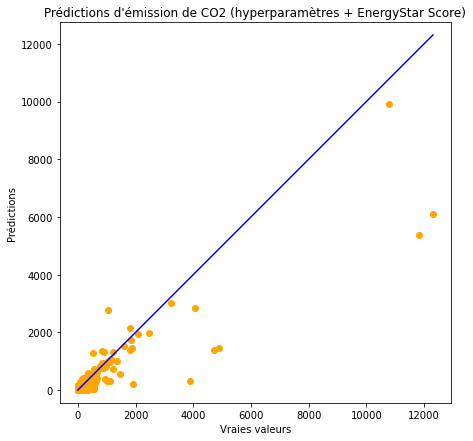 Prédictions d'émission de CO2 (hyperparamètres + EnergyStar Score)
12000
10000
8000
6000
4000
2000
0
Prédictions
0 2000 4000 6000 8000 10000 12000
Vraies valeurs